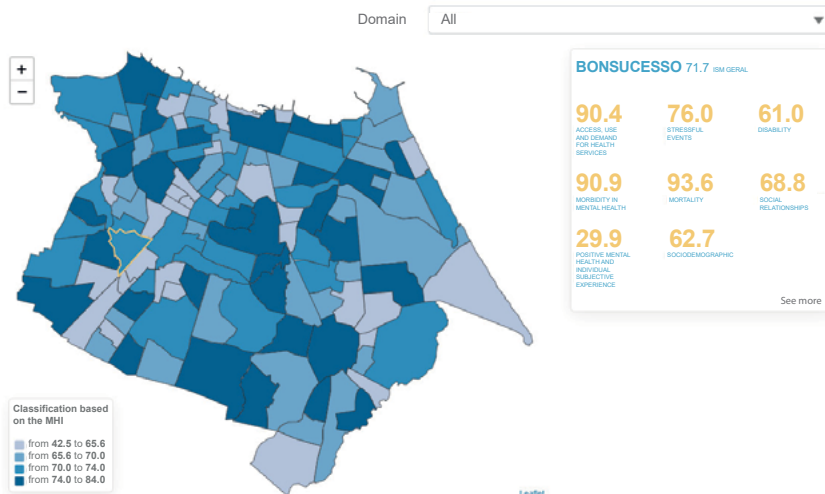 Domain All
+
−
BONSUCESSO 71.7 ISM GERAL
90.4
ACCESS, USE
AND DEMAND
FOR HEALTH
SERVICES
76.0
STRESSFUL
EVENTS
61.0
DISABILITY
90.9
MORBIDITY IN
MENTAL HEALTH
93.6
MORTALITY
68.8
SOCIAL
RELATIONSHIPS
29.9
POSITIVE MENTAL
HEALTH AND
INDIVIDUAL
SUBJECTIVE
EXPERIENCE
62.7
SOCIODEMOGRAPHIC
See more
Classification based
on the MHI
from 42.5 to 65.6
from 65.6 to 70.0
from 70.0 to 74.0
from 74.0 to 84.0
Leaflet